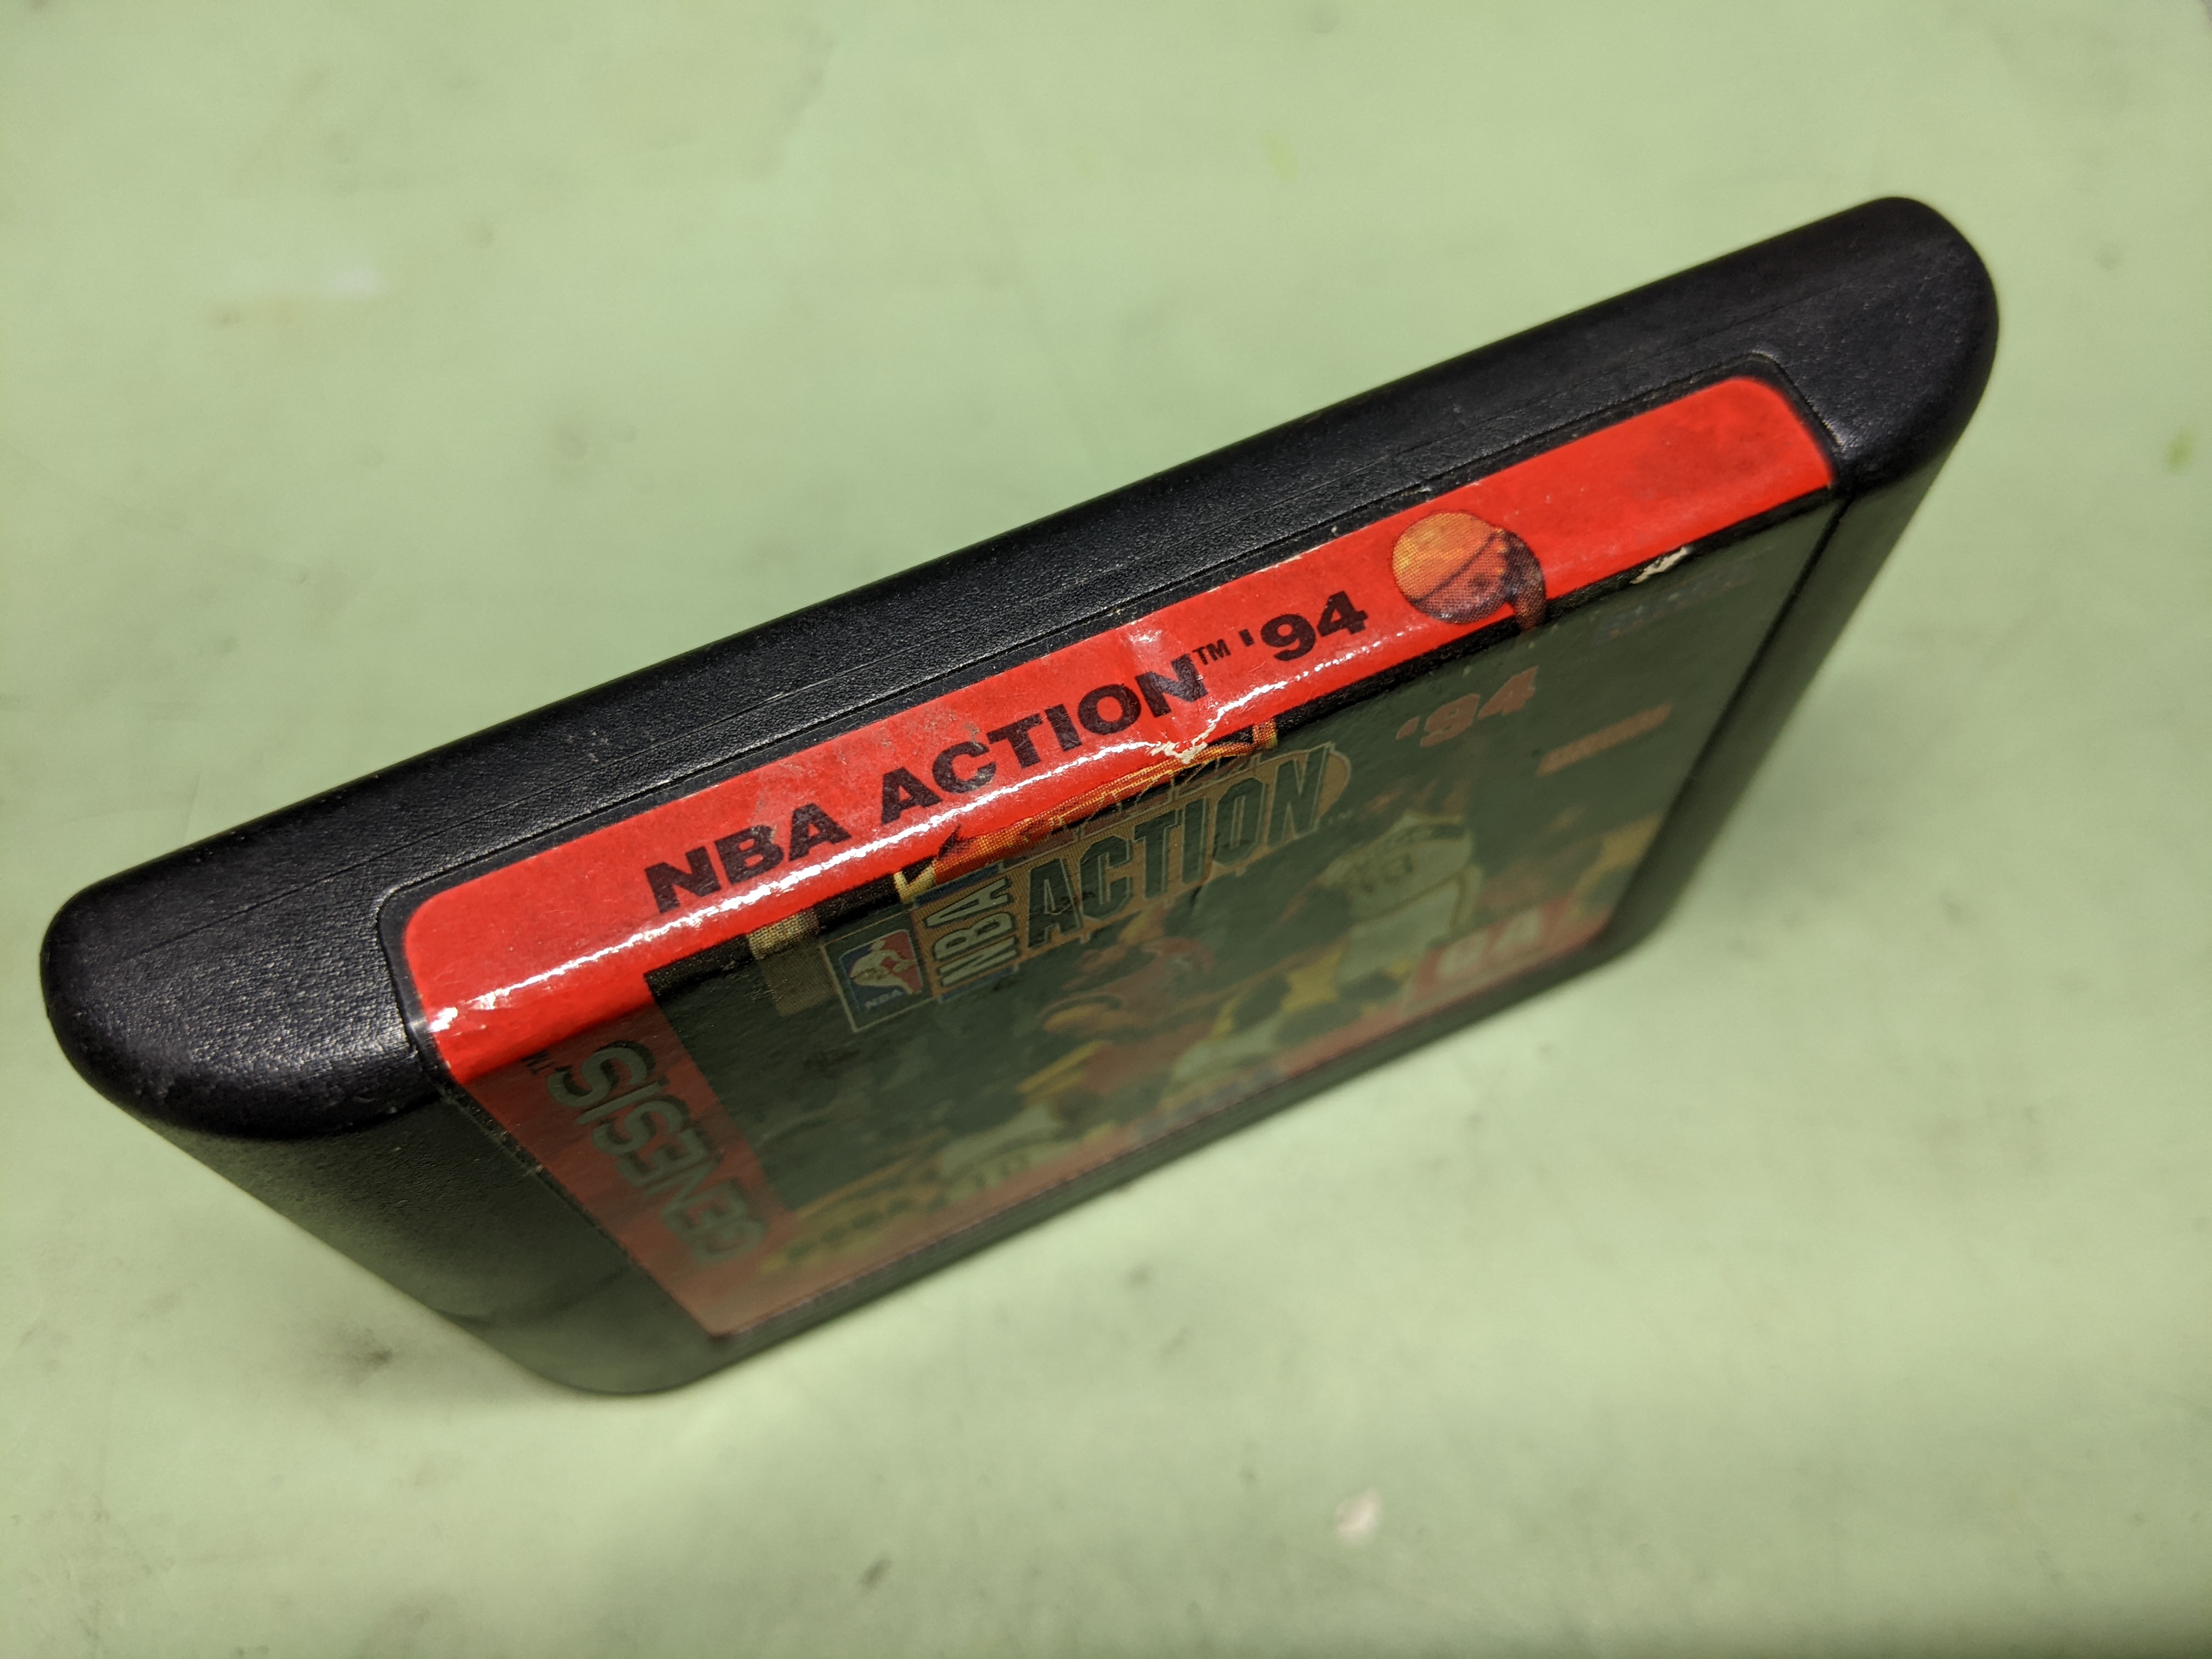 NBA ACTION™ '94
'94
NBA
ACTION
NBA
GENESIS™